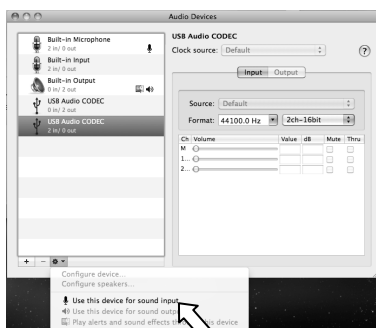 Audio Devices
Built-in Microphone
2 in/ 0 out
Built-in Input
2 in/ 0 out
Built-in Output
0 in/ 2 out
USB Audio CODEC
0 in/ 2 out
USB Audio CODEC
2 in/ 0 out
+ −
USB Audio CODEC
Clock source: Default
?
Input Output
Source: Default
Format: 44100.0 Hz 2ch-16bit
Ch Volume Value dB Mute Thru
M
1...
2...
Configure device...
Configure speakers...
Use this device for sound input
Use this device for sound
Play alerts and sound effects device